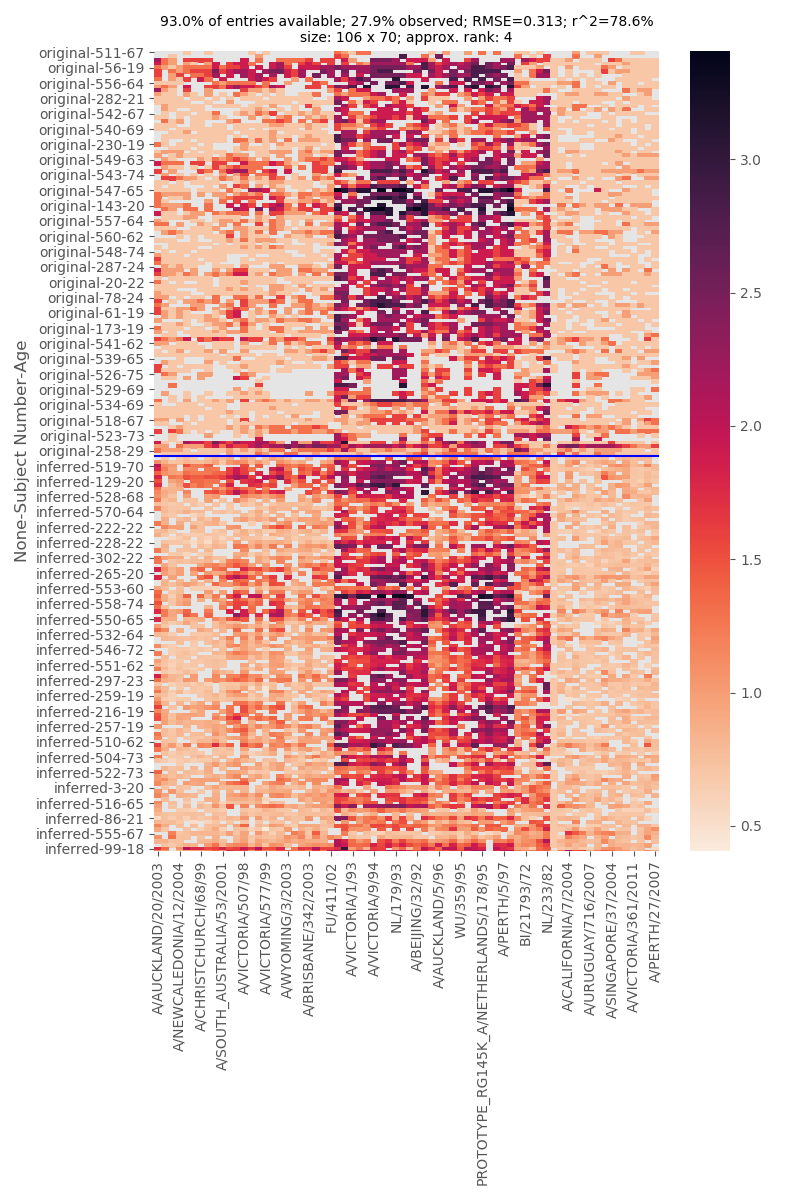 93.0% of entries available; 27.9% observed; RMSE=0.313; r^2=78.6%
size: 106 x 70; approx. rank: 4
None-Subject Number-Age
original-511-67
original-56-19
original-556-64
original-282-21
original-542-67
original-540-69
original-230-19
original-549-63
original-543-74
original-547-65
original-143-20
original-557-64
original-560-62
original-548-74
original-287-24
original-20-22
original-78-24
original-61-19
original-173-19
original-541-62
original-539-65
original-526-75
original-529-69
original-534-69
original-518-67
original-523-73
original-258-29
inferred-519-70
inferred-129-20
inferred-528-68
inferred-570-64
inferred-222-22
inferred-228-22
inferred-302-22
inferred-265-20
inferred-553-60
inferred-558-74
inferred-550-65
inferred-532-64
inferred-546-72
inferred-551-62
inferred-297-23
inferred-259-19
inferred-216-19
inferred-257-19
inferred-510-62
inferred-504-73
inferred-522-73
inferred-3-20
inferred-516-65
inferred-86-21
inferred-555-67
inferred-99-18
A/AUCKLAND/20/2003
A/NEWCALEDONIA/12/2004
A/CHRISTCHURCH/68/99
A/SOUTH_AUSTRALIA/53/2001
A/VICTORIA/507/98
A/VICTORIA/577/99
A/WYOMING/3/2003
A/BRISBANE/342/2003
FU/411/02
A/VICTORIA/1/93
A/VICTORIA/9/94
NL/179/93
A/BEIJING/32/92
A/AUCKLAND/5/96
WU/359/95
PROTOTYPE_RG145K_A/NETHERLANDS/178/95
A/PERTH/5/97
BI/21793/72
NL/233/82
A/CALIFORNIA/7/2004
A/URUGUAY/716/2007
A/SINGAPORE/37/2004
A/VICTORIA/361/2011
A/PERTH/27/2007
3.0
2.5
2.0
1.5
1.0
0.5